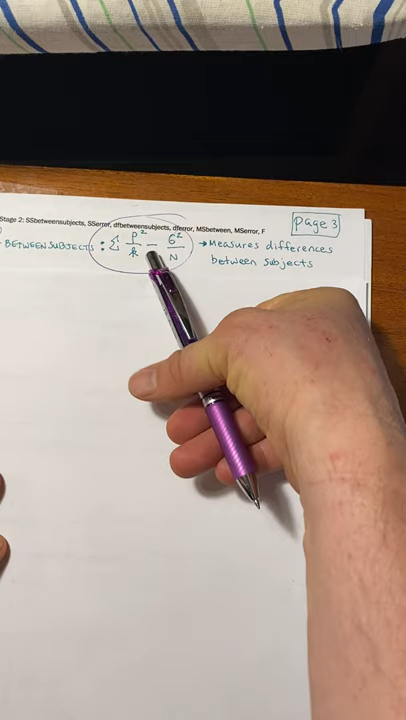 Stage 2: SSbetweensubjects, SSerror, dfbetweensubjects, dferror, MSbetween, MSerror, F
Page 3
BETWEEN SUBJECTS : Σ P²/k - G²/N → Measures differences
between subjects